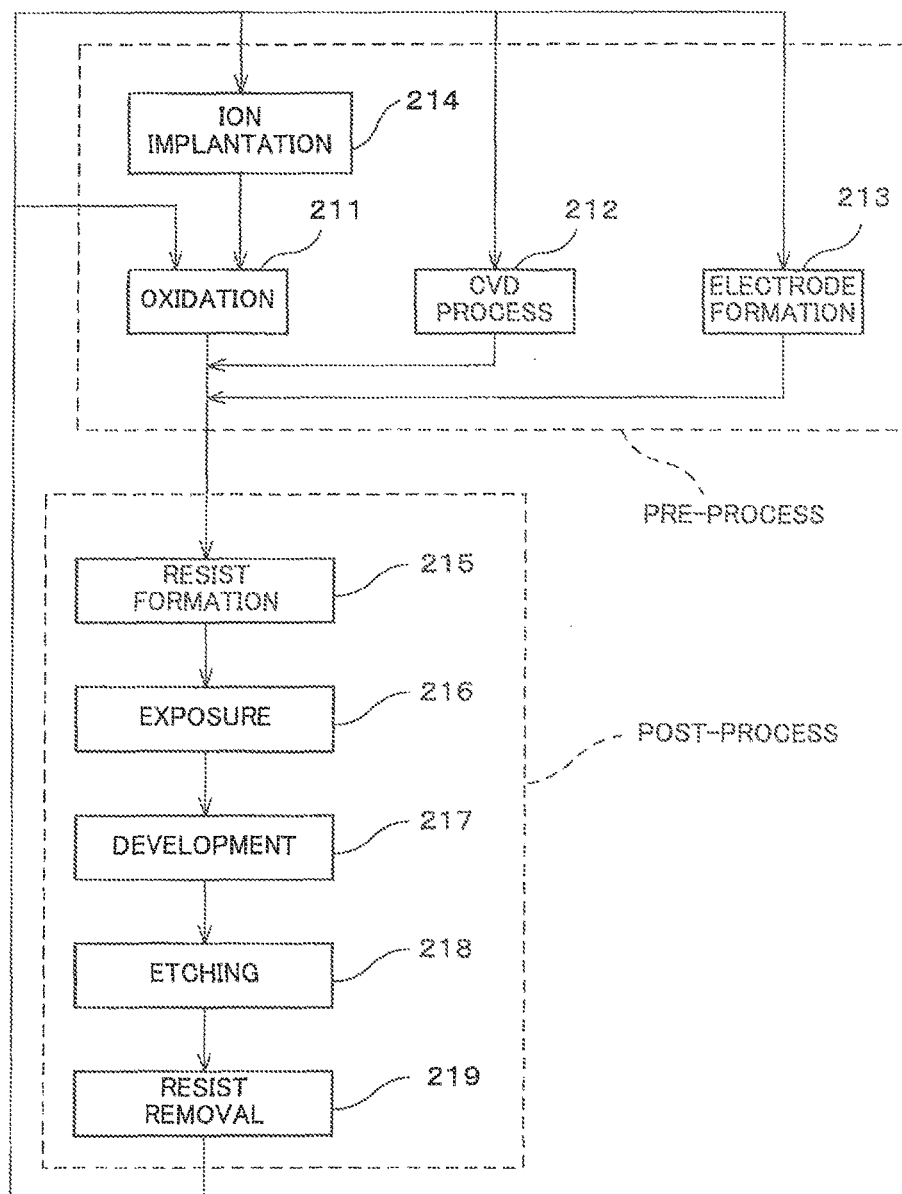 ION
IMPLANTATION
214
211
212
213
OXIDATION
CVD
PROCESS
ELECTRODE
FORMATION
PRE-PROCESS
RESIST
FORMATION
215
EXPOSURE
216
POST-PROCESS
DEVELOPMENT
217
ETCHING
218
RESIST
REMOVAL
219